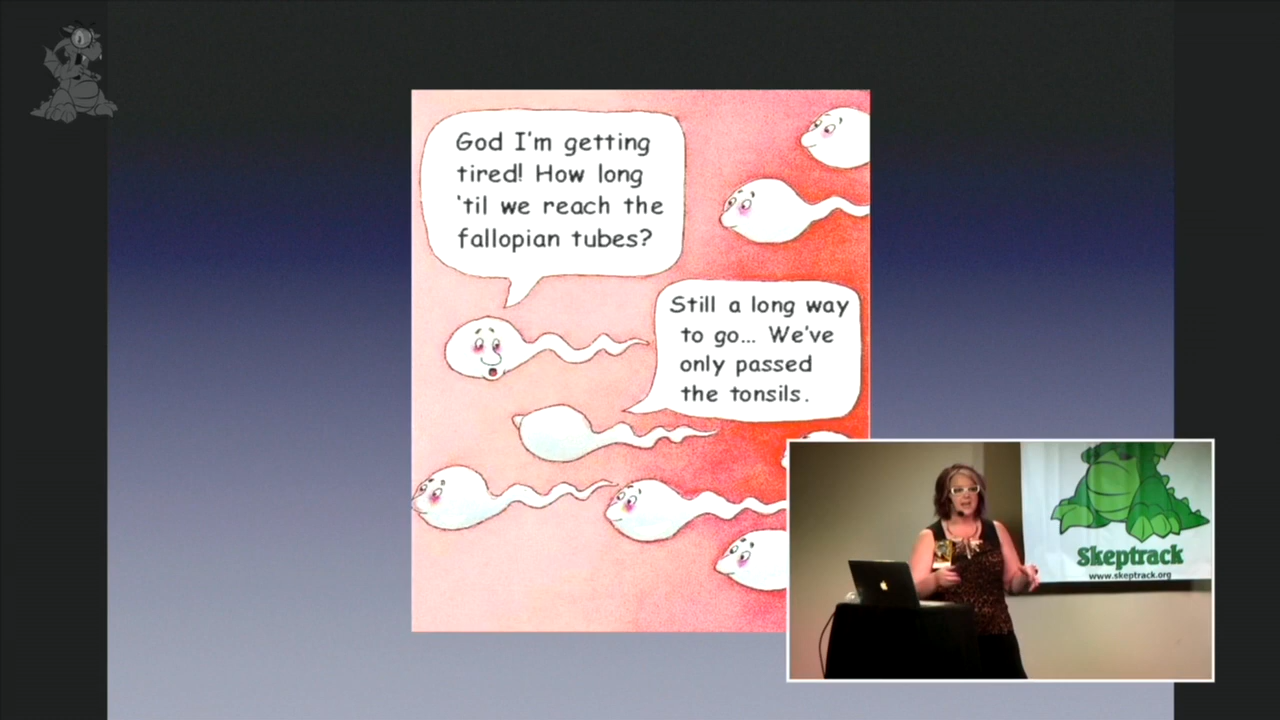 God I'm getting
tired! How long
'til we reach the
fallopian tubes?
Still a long way
to go... We've
only passed
the tonsils.
Skeptrack
www.skeptrack.org